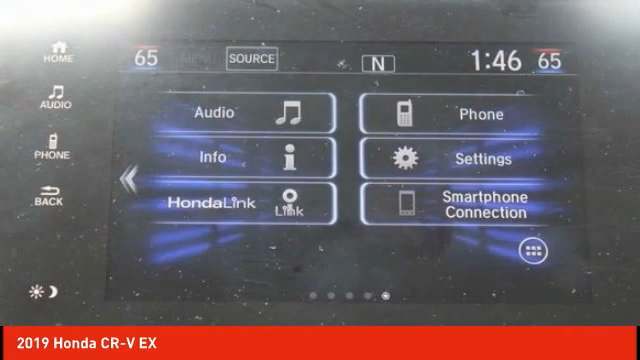 HOME
AUDIO
PHONE
BACK
65
SOURCE
N
1:46
65
Audio
Phone
Info
Settings
HondaLink
Link
Smartphone
Connection
2019 Honda CR-V EX